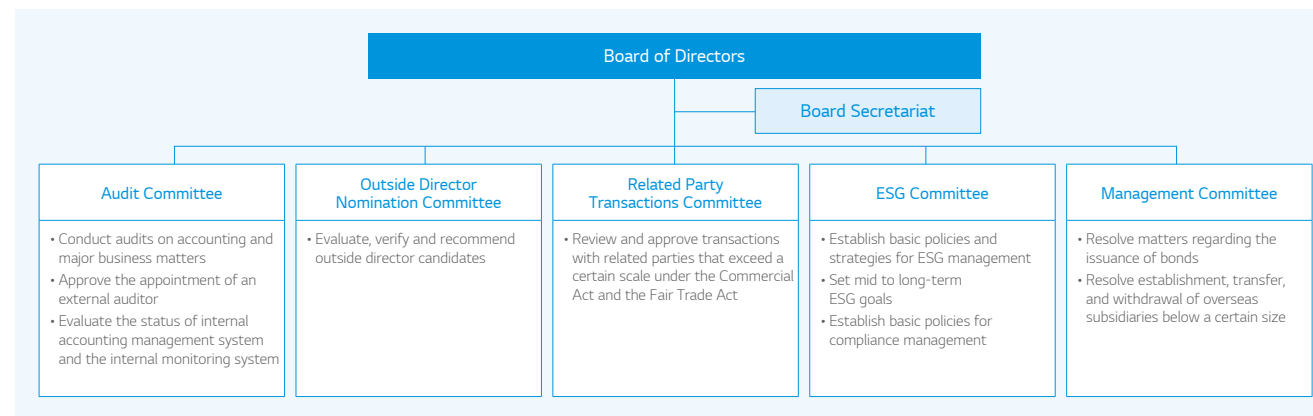 Board of Directors
Board Secretariat
Audit Committee
• Conduct audits on accounting and
major business matters
• Approve the appointment of an
external auditor
• Evaluate the status of internal
accounting management system
and the internal monitoring system
Outside Director
Nomination Committee
• Evaluate, verify and recommend
outside director candidates
Related Party
Transactions Committee
• Review and approve transactions
with related parties that exceed a
certain scale under the Commercial
Act and the Fair Trade Act
ESG Committee
• Establish basic policies and
strategies for ESG management
• Set mid to long-term
ESG goals
• Establish basic policies for
compliance management
Management Committee
• Resolve matters regarding the
issuance of bonds
• Resolve establishment, transfer,
and withdrawal of overseas
subsidiaries below a certain size